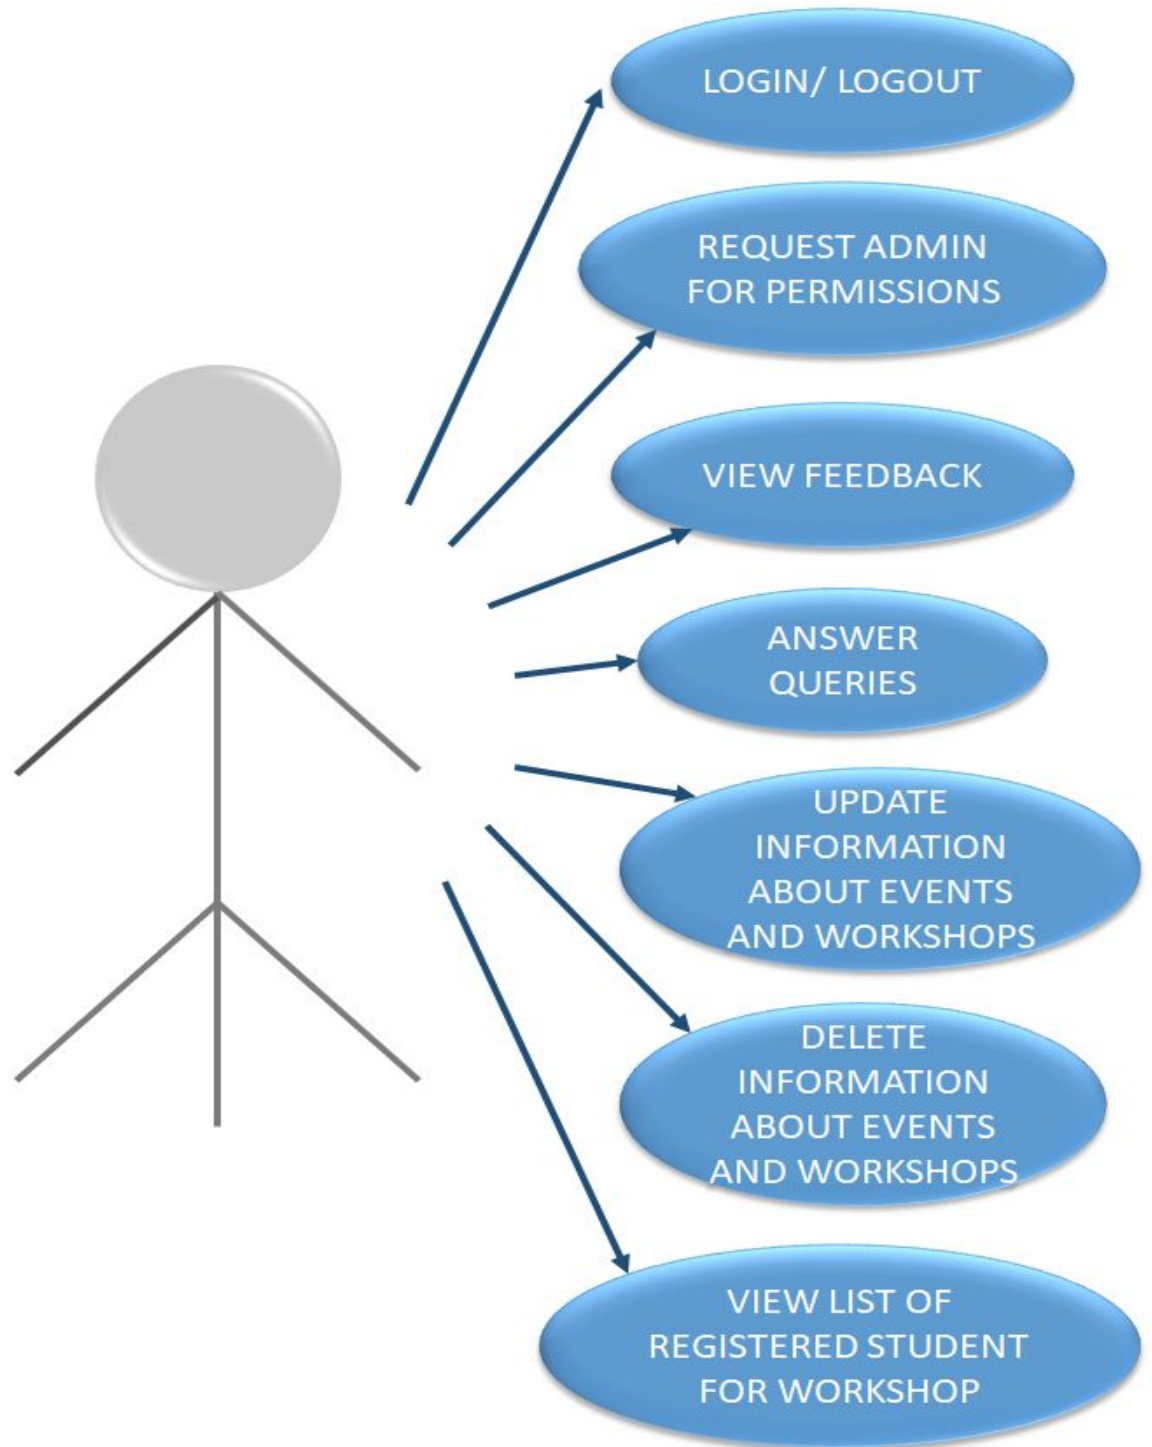 LOGIN/ LOGOUT
REQUEST ADMIN
FOR PERMISSIONS
VIEW FEEDBACK
ANSWER
QUERIES
UPDATE
INFORMATION
ABOUT EVENTS
AND WORKSHOPS
DELETE
INFORMATION
ABOUT EVENTS
AND WORKSHOPS
VIEW LIST OF
REGISTERED STUDENT
FOR WORKSHOP